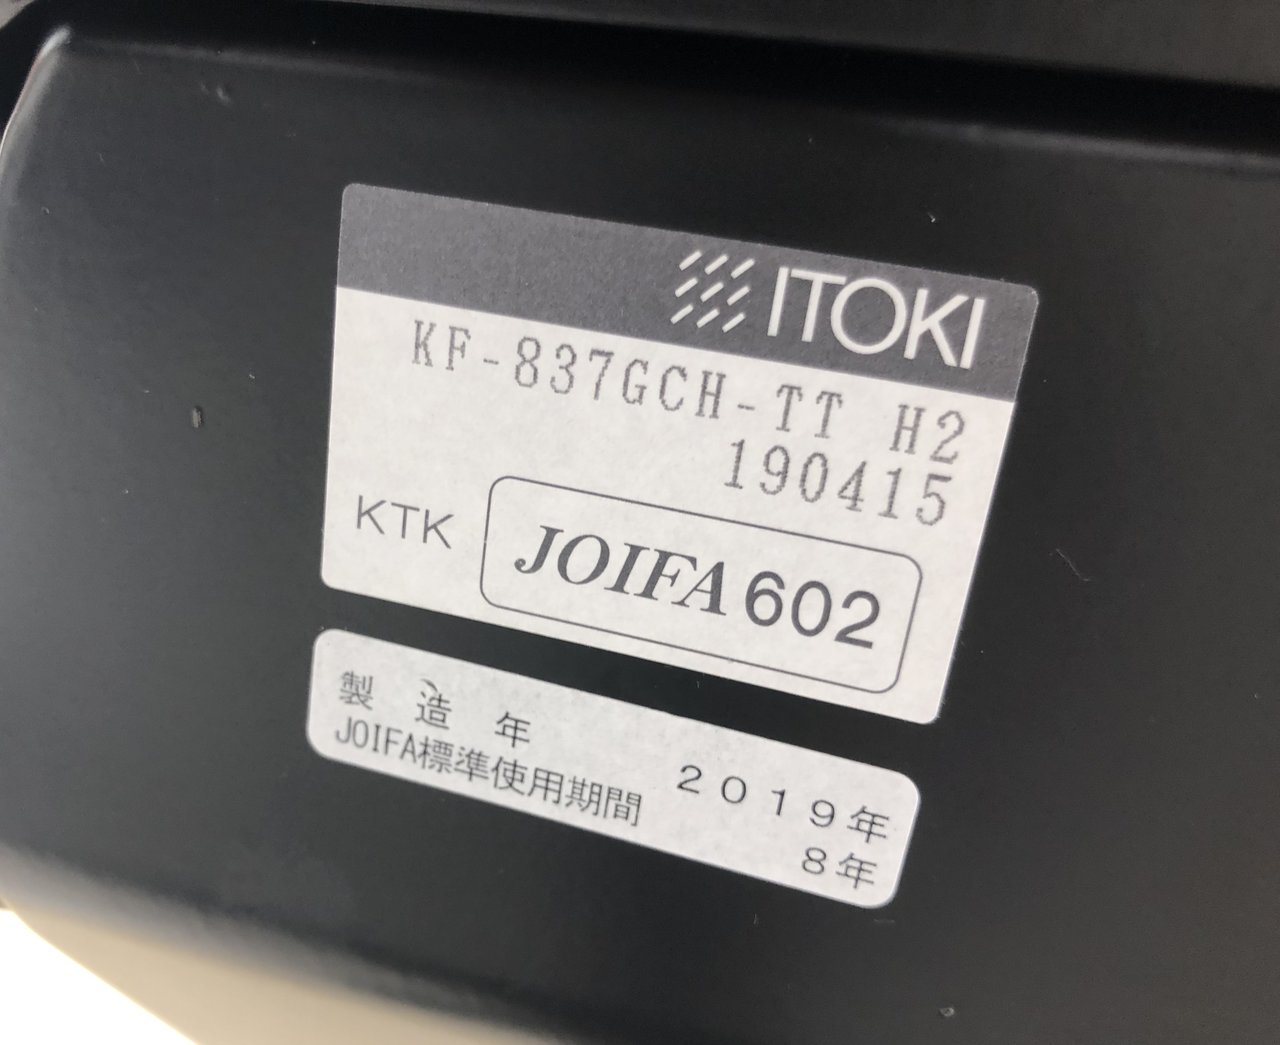 ITOKI
KF-837GCH-TT H2
190415
KTK
JOIFA 602
製造年 2019年
JOIFA標準使用期間 8年